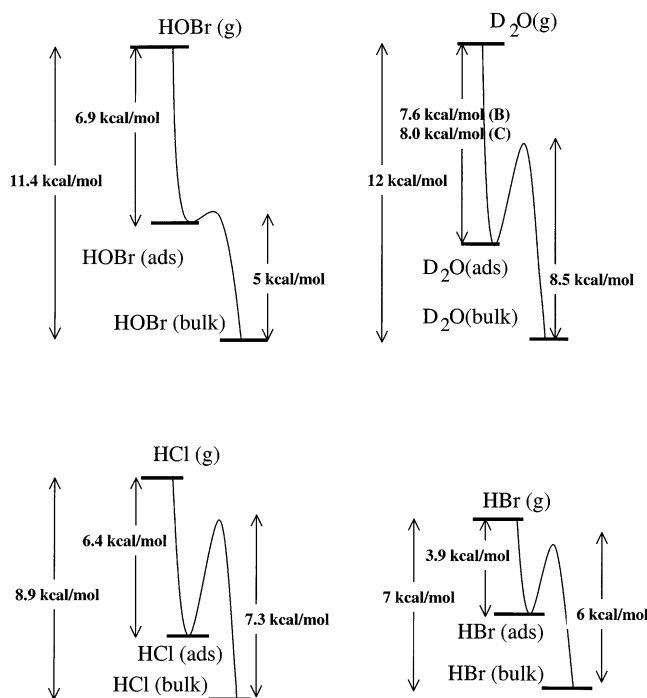 HOBr (g)
6.9 kcal/mol
11.4 kcal/mol
HOBr (ads)
5 kcal/mol
HOBr (bulk)
D2O(g)
7.6 kcal/mol (B)
8.0 kcal/mol (C)
12 kcal/mol
D2O(ads)
8.5 kcal/mol
D2O(bulk)
HCl (g)
6.4 kcal/mol
8.9 kcal/mol
7.3 kcal/mol
HCl (ads)
HCl (bulk)
HBr (g)
3.9 kcal/mol
7 kcal/mol
6 kcal/mol
HBr (ads)
HBr (bulk)